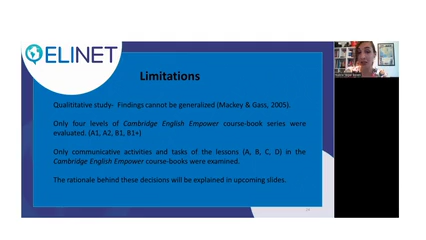 ELINET
Limitations
Qualititative study- Findings cannot be generalized (Mackey & Gass, 2005).
Only four levels of Cambridge English Empower course-book series were
evaluated. (A1, A2, B1, B1+)
Only communicative activities and tasks of the lessons (A, B, C, D) in the
Cambridge English Empower course-books were examined.
The rationale behind these decisions will be explained in upcoming slides.